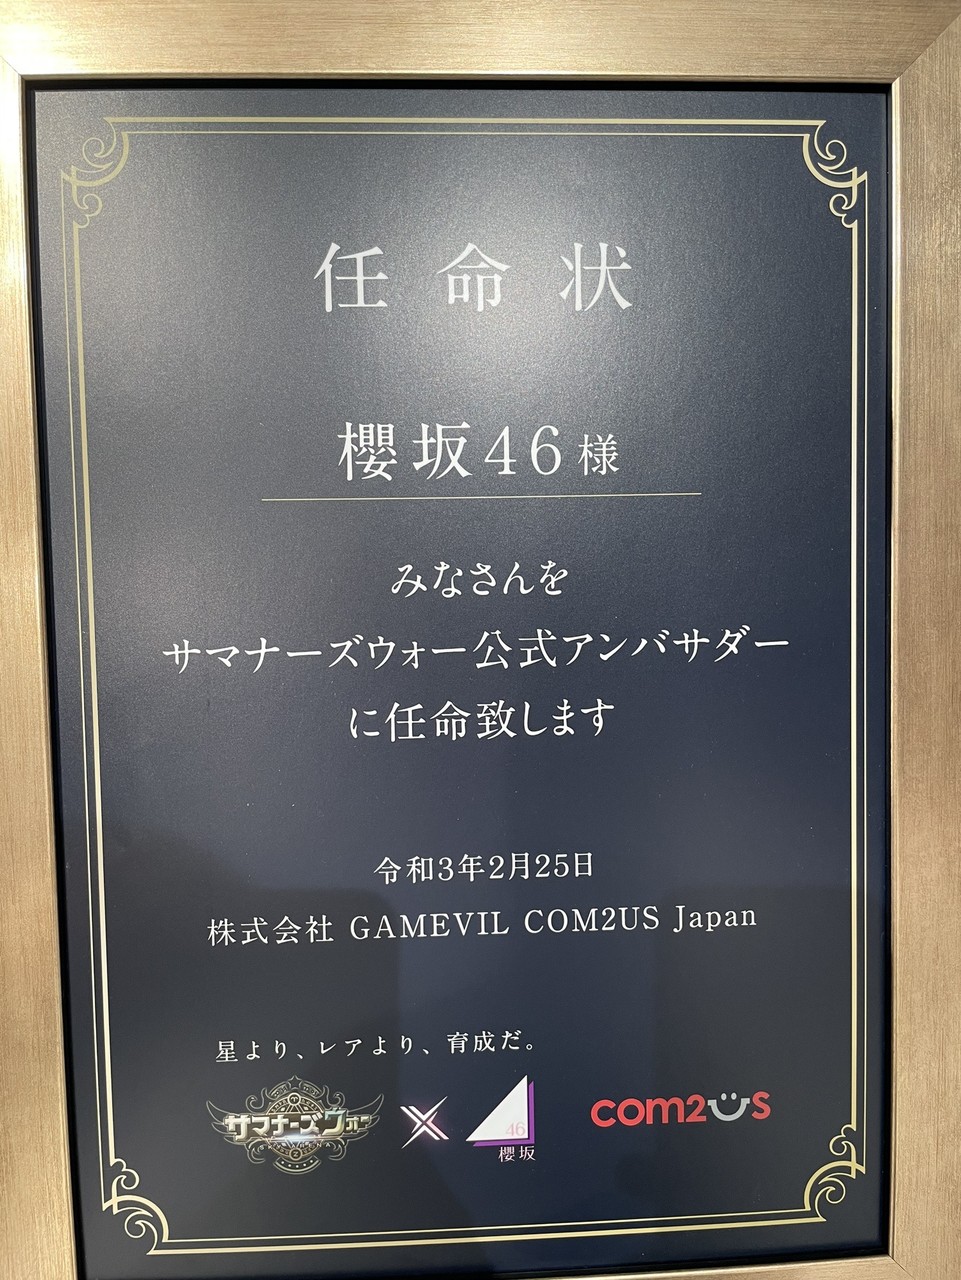 任命状
櫻坂46様
みなさんを
サマナーズウォー公式アンバサダー
に任命致します
令和3年2月25日
株式会社 GAMEVIL COM2US Japan
星より、レアより、育成だ。
サマナーズウォー
46
櫻坂
com2us